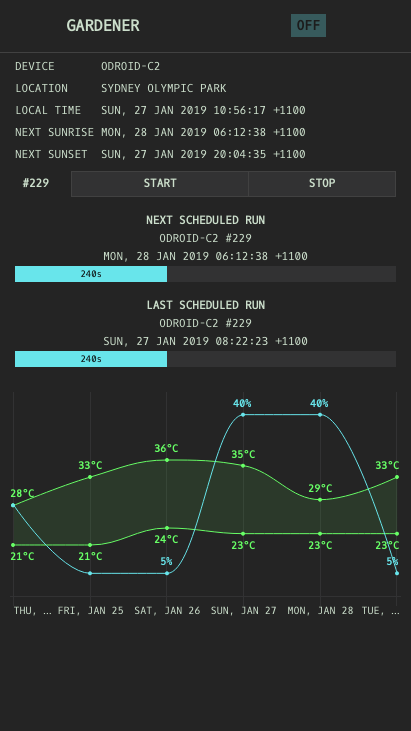 GARDENER OFF
DEVICE ODROID-C2
LOCATION SYDNEY OLYMPIC PARK
LOCAL TIME SUN, 27 JAN 2019 10:56:17 +1100
NEXT SUNRISE MON, 28 JAN 2019 06:12:38 +1100
NEXT SUNSET SUN, 27 JAN 2019 20:04:35 +1100
#229 START STOP
NEXT SCHEDULED RUN
ODROID-C2 #229
MON, 28 JAN 2019 06:12:38 +1100
240s
LAST SCHEDULED RUN
ODROID-C2 #229
SUN, 27 JAN 2019 08:22:23 +1100
240s
40% 40%
36°C
35°C
33°C 33°C
28°C 29°C
24°C
23°C 23°C 23°C
21°C 21°C
5% 5%
THU, … FRI, JAN 25 SAT, JAN 26 SUN, JAN 27 MON, JAN 28 TUE, …